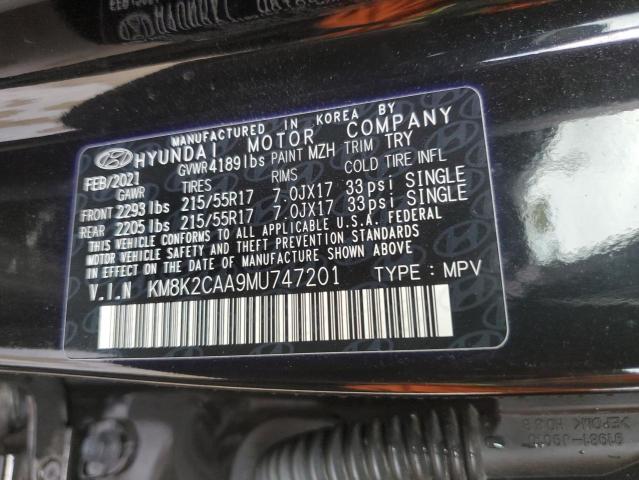 MANUFACTURED IN KOREA BY
HYUNDAI MOTOR COMPANY
FEB/2021 GVWR 4189 lbs PAINT MZH TRIM TRY
GAWR TIRES RIMS COLD TIRE INFL
FRONT 2293 lbs 215/55R17 7.0JX17 33psi SINGLE
REAR 2205 lbs 215/55R17 7.0JX17 33psi SINGLE
THIS VEHICLE CONFORMS TO ALL APPLICABLE U.S.A. FEDERAL
MOTOR VEHICLE SAFETY AND THEFT PREVENTION STANDARDS
IN EFFECT ON THE DATE OF MANUFACTURE SHOWN ABOVE.
V.I.N KM8K2CAA9MU747201 TYPE : MPV
91981-J9010